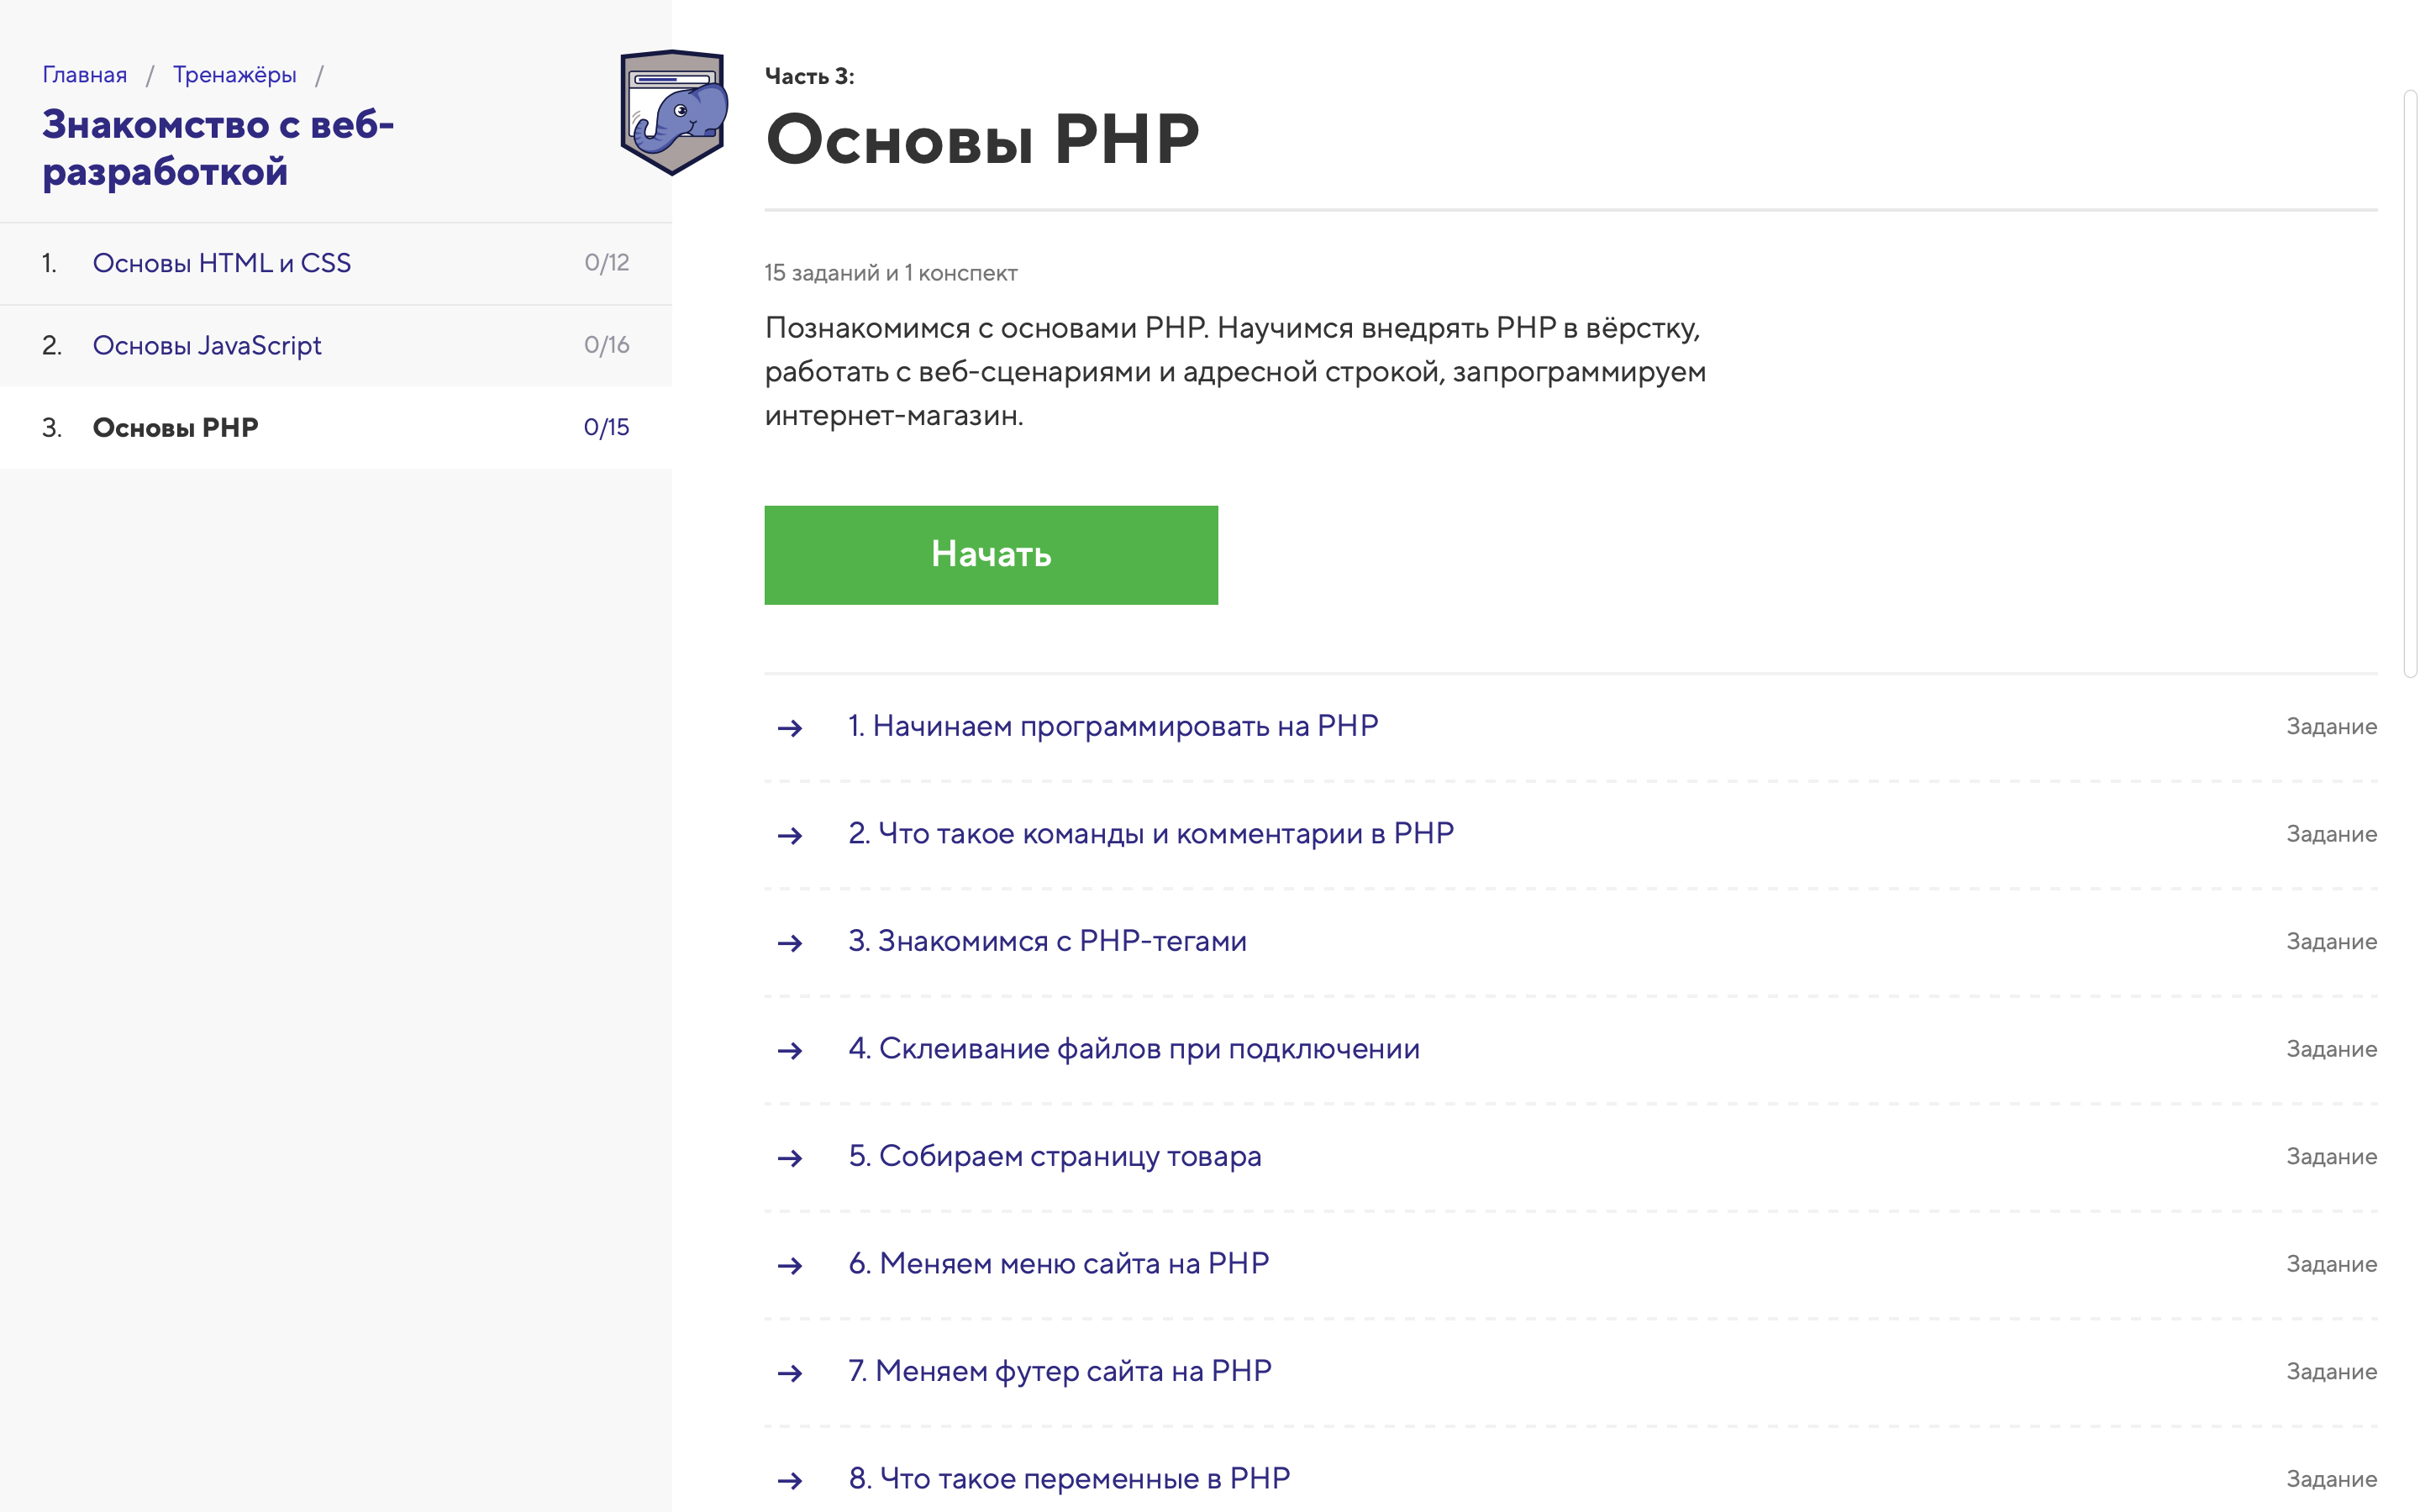 Главная / Тренажёры /
Знакомство с веб-
разработкой
1. Основы HTML и CSS 0/12
2. Основы JavaScript 0/16
3. Основы PHP 0/15
Часть 3:
Основы PHP
15 заданий и 1 конспект
Познакомимся с основами PHP. Научимся внедрять PHP в вёрстку,
работать с веб-сценариями и адресной строкой, запрограммируем
интернет-магазин.
Начать
→ 1. Начинаем программировать на PHP Задание
→ 2. Что такое команды и комментарии в PHP Задание
→ 3. Знакомимся с PHP-тегами Задание
→ 4. Склеивание файлов при подключении Задание
→ 5. Собираем страницу товара Задание
→ 6. Меняем меню сайта на PHP Задание
→ 7. Меняем футер сайта на PHP Задание
→ 8. Что такое переменные в PHP Задание